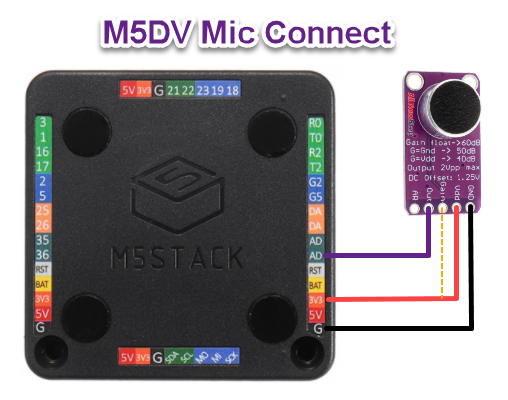 M5DV Mic Connect
5V 3V3 G 21 22 23 19 18
3
1
16
17
2
5
25
26
35
36
RST
BAT
3V3
5V
G
M5STACK
R0
T0
R2
T2
G2
G5
DA
DA
AD
AD
RST
BAT
3V3
5V
G
5V 3V3 G SDA SCL MO MI SCK
Gain float->60dB
G=Gnd -> 50dB
G=Vdd -> 40dB
Output 2Vpp max
DC Offset: 1.25V
AR
Out
Gain
Vdd
GND